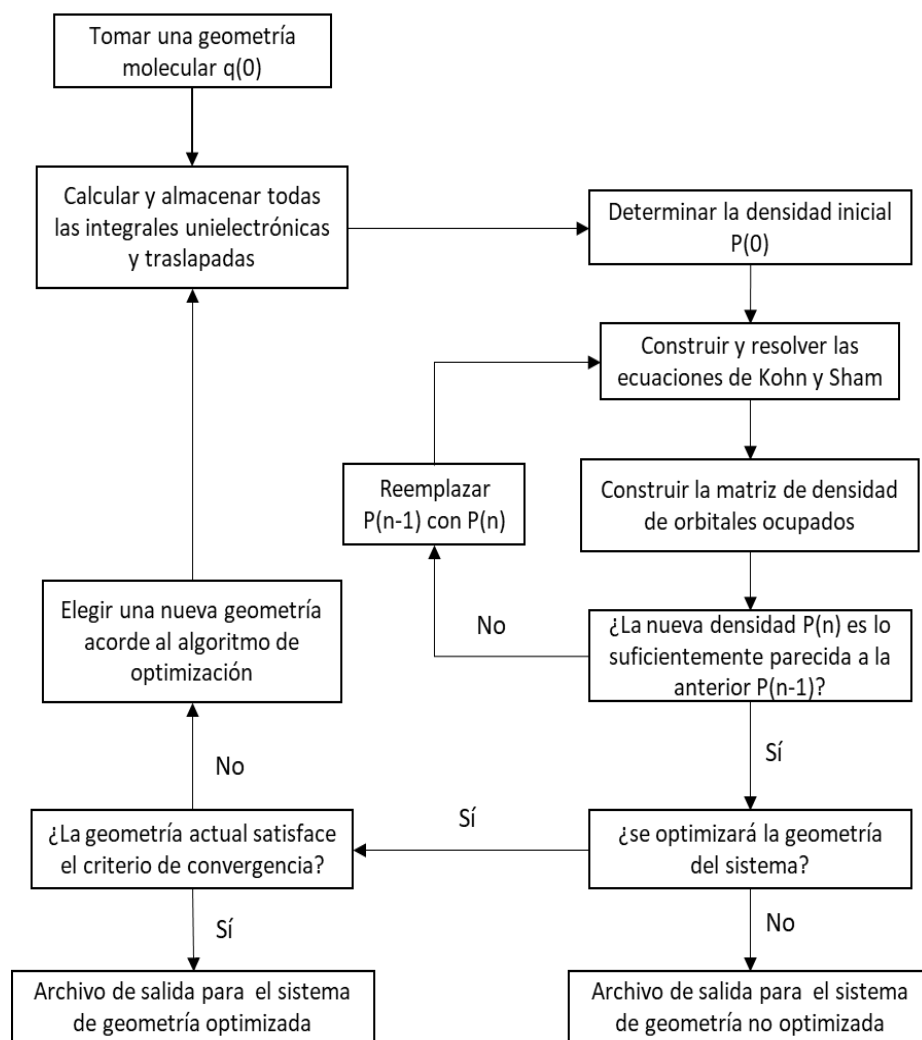 Tomar una geometría
molecular q(0)
Calcular y almacenar todas
las integrales unielectrónicas
y traslapadas
Determinar la densidad inicial
P(0)
Construir y resolver las
ecuaciones de Kohn y Sham
Reemplazar
P(n-1) con P(n)
Construir la matriz de densidad
de orbitales ocupados
Elegir una nueva geometría
acorde al algoritmo de
optimización
No
¿La nueva densidad P(n) es lo
suficientemente parecida a la
anterior P(n-1)?
Sí
No
Sí
¿La geometría actual satisface
el criterio de convergencia?
¿se optimizará la geometría
del sistema?
Sí
No
Archivo de salida para el sistema
de geometría optimizada
Archivo de salida para el sistema
de geometría no optimizada